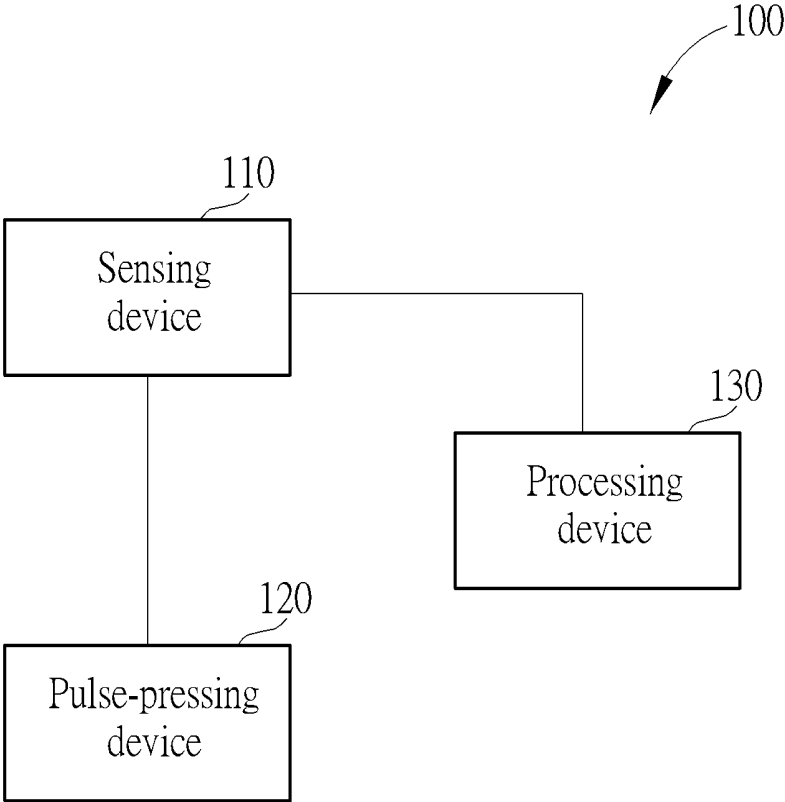 100
110
Sensing
device
130
Processing
device
120
Pulse-pressing
device